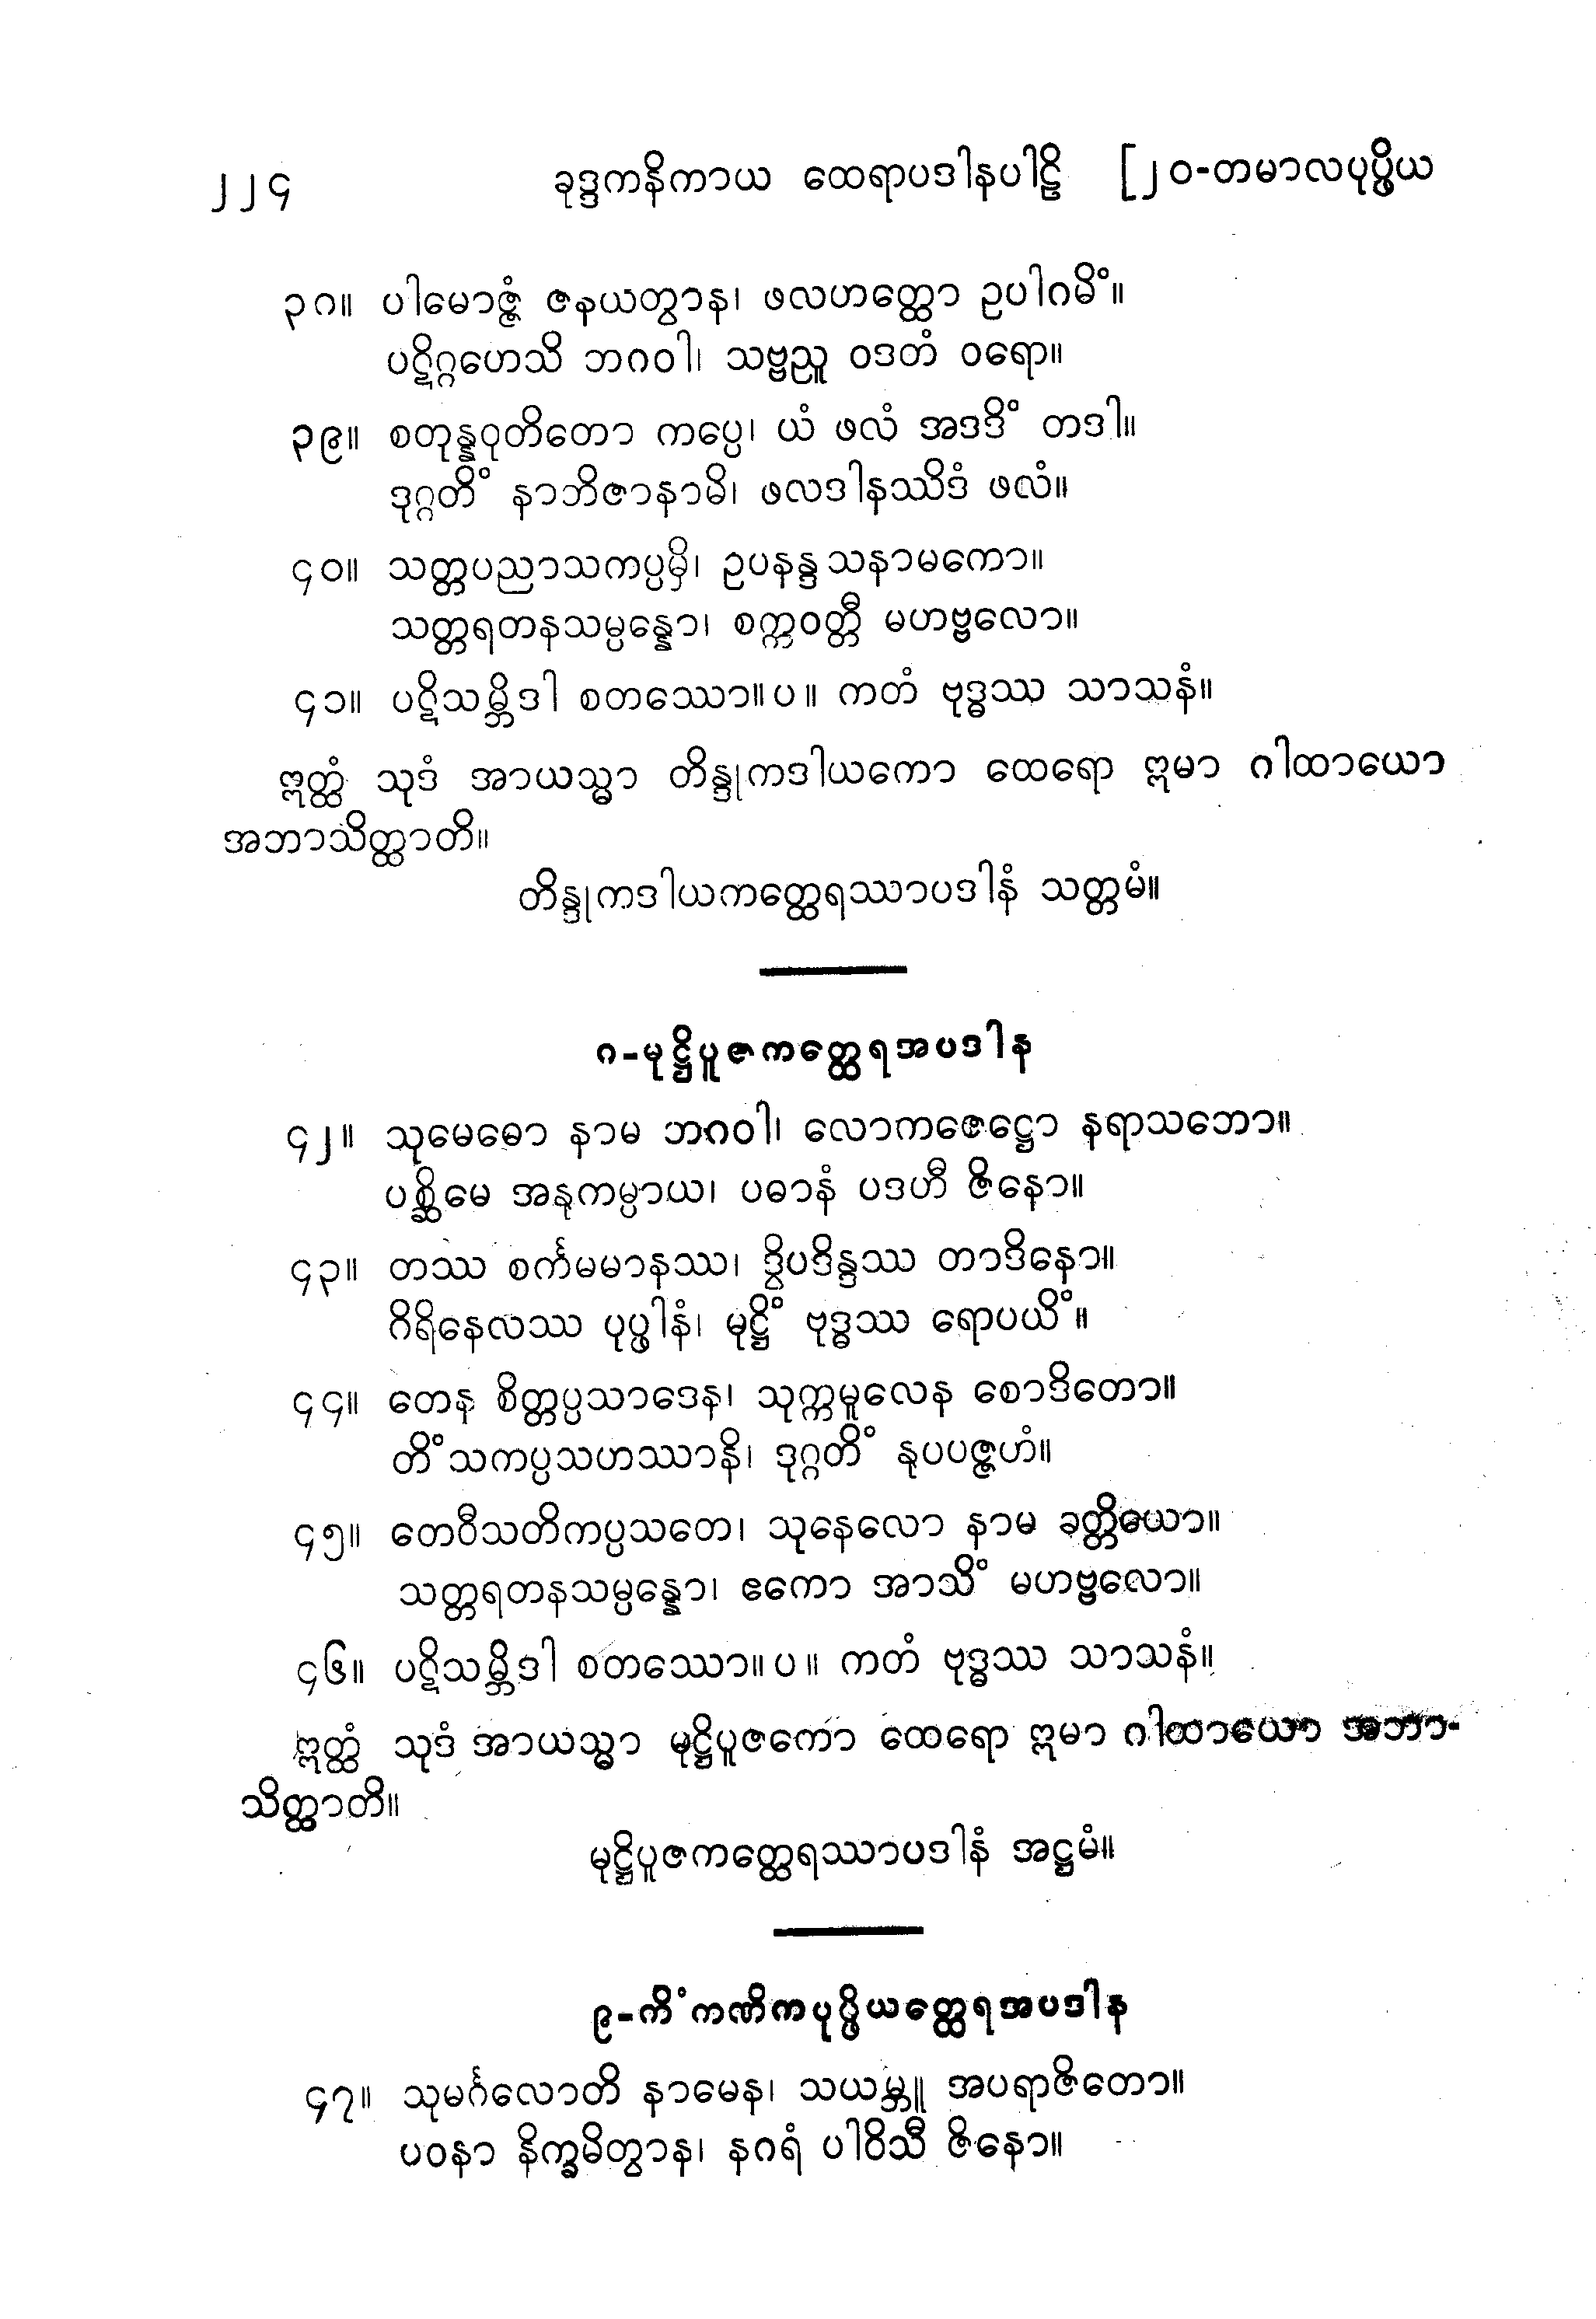 ၂၂၄ ခုဒ္ဒကနိကာယ ထေရာပဒါနပါဠိ [၂၀-တမာလပုပ္ဖိယ
၃၈။ ပါမောဇ္ဇံ ဇနယတွာန၊ ဖလဟတ္ထော ဥပါဂမိံ။
ပဋိဂ္ဂဟေသိ ဘဂဝါ၊ သဗ္ဗညူ ဝဒတံ ဝရော။
၃၉။ စတုန္နဝုတိတော ကပ္ပေ၊ ယံ ဖလံ အဒဒိံ တဒါ။
ဒုဂ္ဂတိံ နာဘိဇာနာမိ၊ ဖလဒါနဿိဒံ ဖလံ။
၄၀။ သတ္တပညာသကပ္ပမှိ၊ ဥပနန္ဒသနာမကော။
သတ္တရတနသမ္ပန္နော၊ စက္ကဝတ္တီ မဟဗ္ဗလော။
၄၁။ ပဋိသမ္ဘိဒါ စတဿော။ပ။ ကတံ ဗုဒ္ဓဿ သာသနံ။
ဣတ္ထံ သုဒံ အာယသ္မာ တိန္ဒုကဒါယကော ထေရော ဣမာ ဂါထာယော
အဘာသိတ္ထာတိ။
တိန္ဒုကဒါယကတ္ထေရဿာပဒါနံ သတ္တမံ။
၈-မုဋ္ဌိပူဇကတ္ထေရအပဒါန
၄၂။ သုမေဓော နာမ ဘဂဝါ၊ လောကဇေဋ္ဌော နရာသဘော။
ပစ္ဆိမေ အနုကမ္ပာယ၊ ပဓာနံ ပဒဟီ ဇိနော။
၄၃။ တဿ စင်္ကမမာနဿ၊ ဒွိပဒိန္ဒဿ တာဒိနော။
ဂိရိနေလဿ ပုပ္ဖါနံ၊ မုဋ္ဌိံ ဗုဒ္ဓဿ ရောပယိံ။
၄၄။ တေန စိတ္တပ္ပသာဒေန၊ သုက္ကမူလေန စောဒိတော။
တိံသကပ္ပသဟဿာနိ၊ ဒုဂ္ဂတိံ နုပပဇ္ဇဟံ။
၄၅။ တေဝီသတိကပ္ပသတေ၊ သုနေလော နာမ ခတ္တိယော။
သတ္တရတနသမ္ပန္နော၊ ဧကော အာသိံ မဟဗ္ဗလော။
၄၆။ ပဋိသမ္ဘိဒါ စတဿော။ပ။ ကတံ ဗုဒ္ဓဿ သာသနံ။
ဣတ္ထံ သုဒံ အာယသ္မာ မုဋ္ဌိပူဇကော ထေရော ဣမာ ဂါထာယော အဘာ-
သိတ္ထာတိ။
မုဋ္ဌိပူဇကတ္ထေရဿာပဒါနံ အဋ္ဌမံ။
၉-ကိံကဏိကပုပ္ဖိယတ္ထေရအပဒါန
၄၇။ သုမင်္ဂလောတိ နာမေန၊ သယမ္ဘူ အပရာဇိတော။
ပဝနာ နိက္ခမိတွာန၊ နဂရံ ပါဝိသီ ဇိနော။